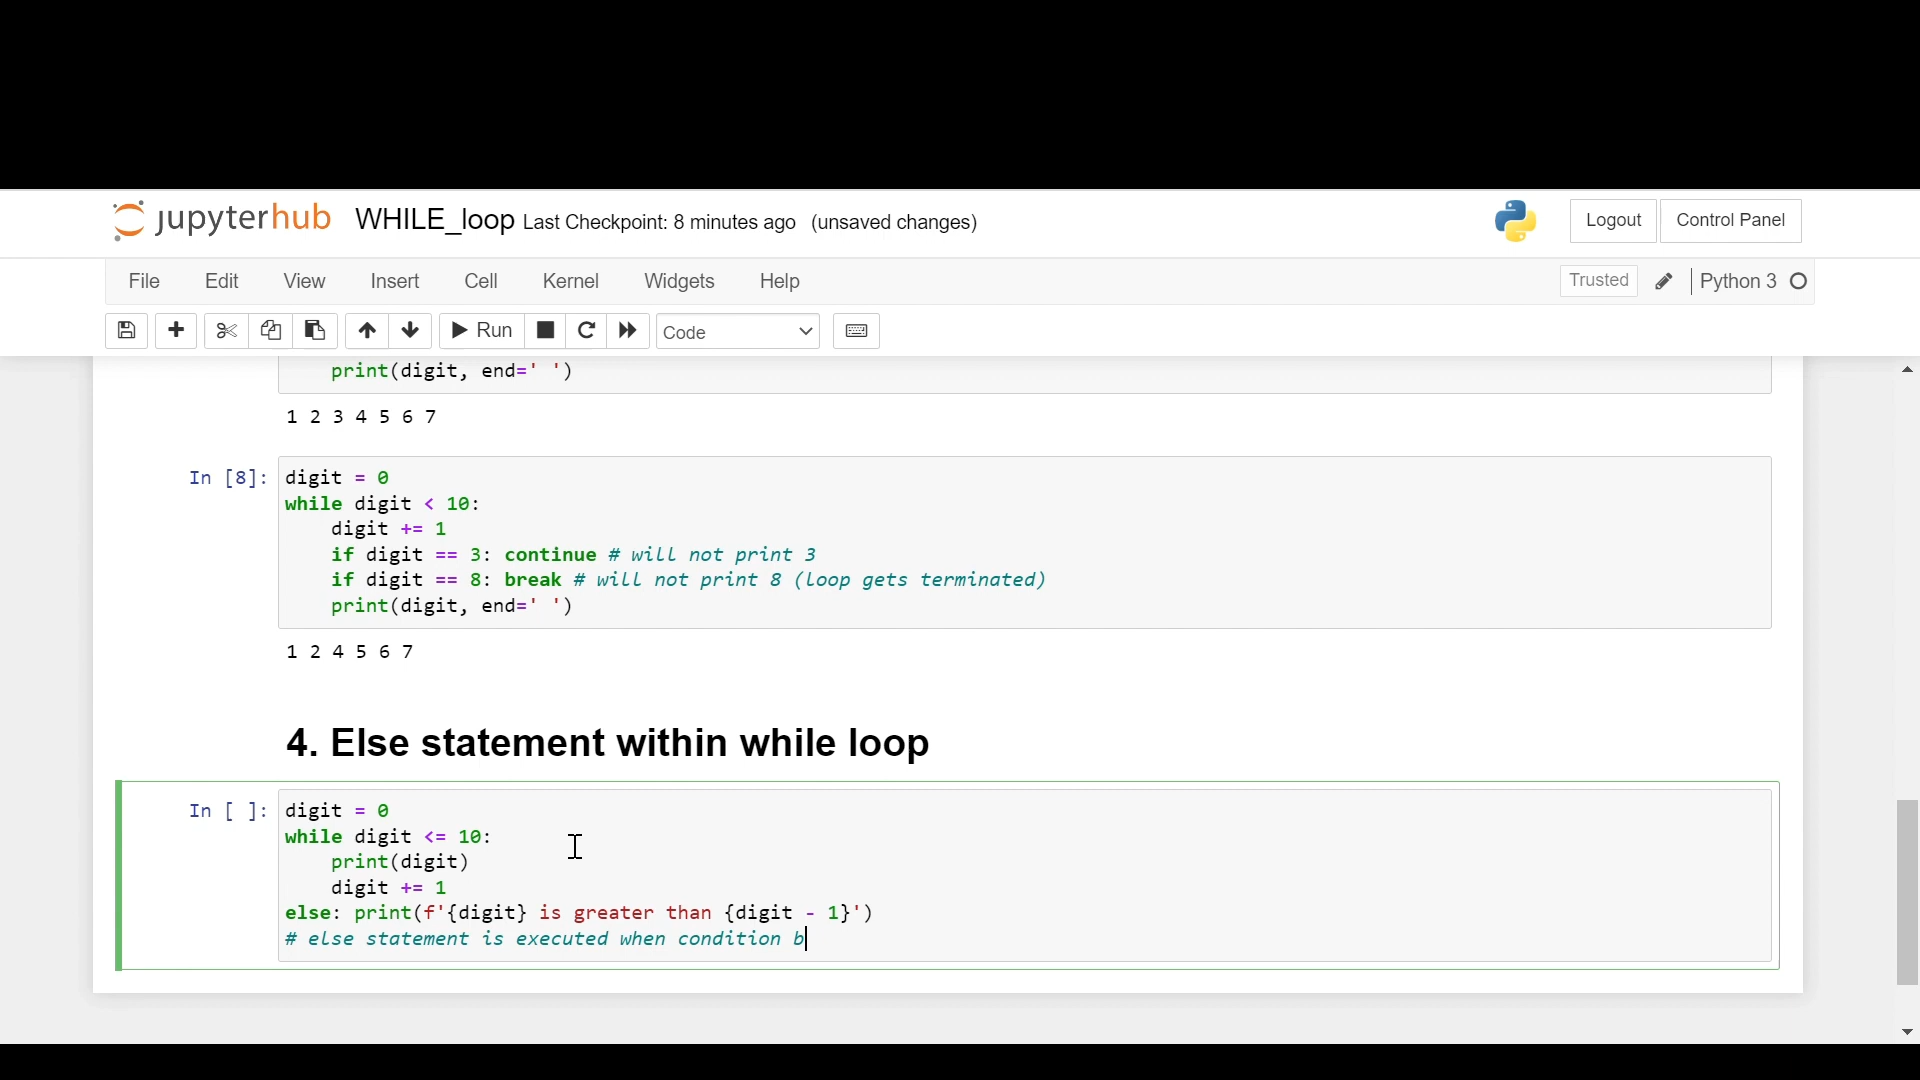 jupyterhub WHILE_loop Last Checkpoint: 8 minutes ago (unsaved changes) Logout Control Panel
File Edit View Insert Cell Kernel Widgets Help Trusted Python 3
Run Code
print(digit, end=' ')
1 2 3 4 5 6 7
In [8]: digit = 0
while digit < 10:
digit += 1
if digit == 3: continue # will not print 3
if digit == 8: break # will not print 8 (loop gets terminated)
print(digit, end=' ')
1 2 4 5 6 7
4. Else statement within while loop
In [ ]: digit = 0
while digit <= 10:
print(digit)
digit += 1
else: print(f'{digit} is greater than {digit - 1}')
# else statement is executed when condition b